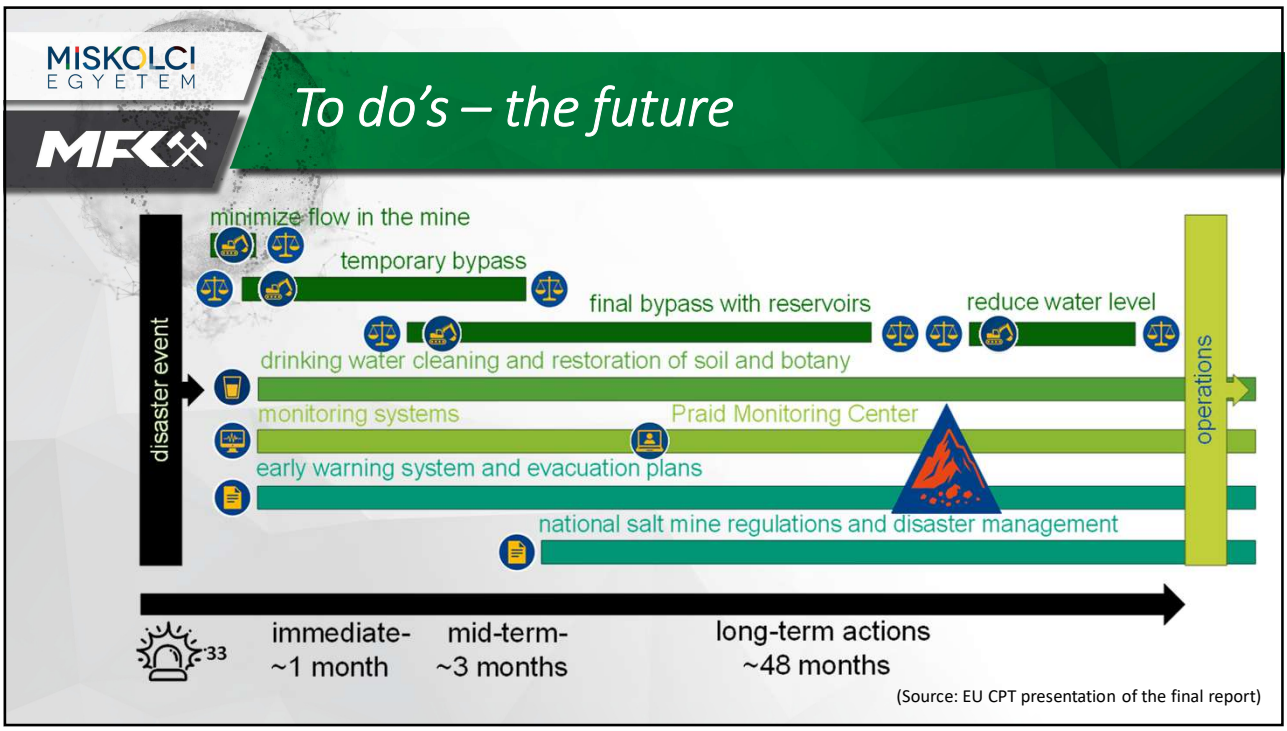 MISKOLCI
EGYETEM
MFK
To do’s – the future
minimize flow in the mine
temporary bypass
final bypass with reservoirs
reduce water level
disaster event
drinking water cleaning and restoration of soil and botany
monitoring systems
Praid Monitoring Center
early warning system and evacuation plans
national salt mine regulations and disaster management
operations
33
immediate-
~1 month
mid-term-
~3 months
long-term actions
~48 months
(Source: EU CPT presentation of the final report)